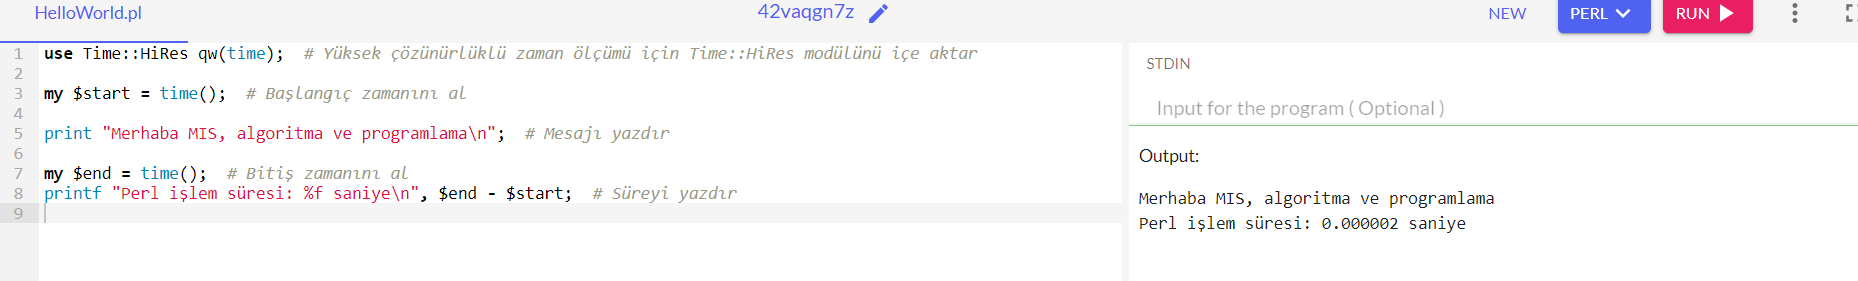 HelloWorld.pl
42vaqgn7z
NEW
PERL
RUN
1 use Time::HiRes qw(time);  # Yüksek çözünürlüklü zaman ölçümü için Time::HiRes modülünü içe aktar
2
3 my $start = time();  # Başlangıç zamanını al
4
5 print "Merhaba MIS, algoritma ve programlama\n";  # Mesajı yazdır
6
7 my $end = time();  # Bitiş zamanını al
8 printf "Perl işlem süresi: %f saniye\n", $end - $start;  # Süreyi yazdır
9
STDIN
Input for the program ( Optional )
Output:
Merhaba MIS, algoritma ve programlama
Perl işlem süresi: 0.000002 saniye